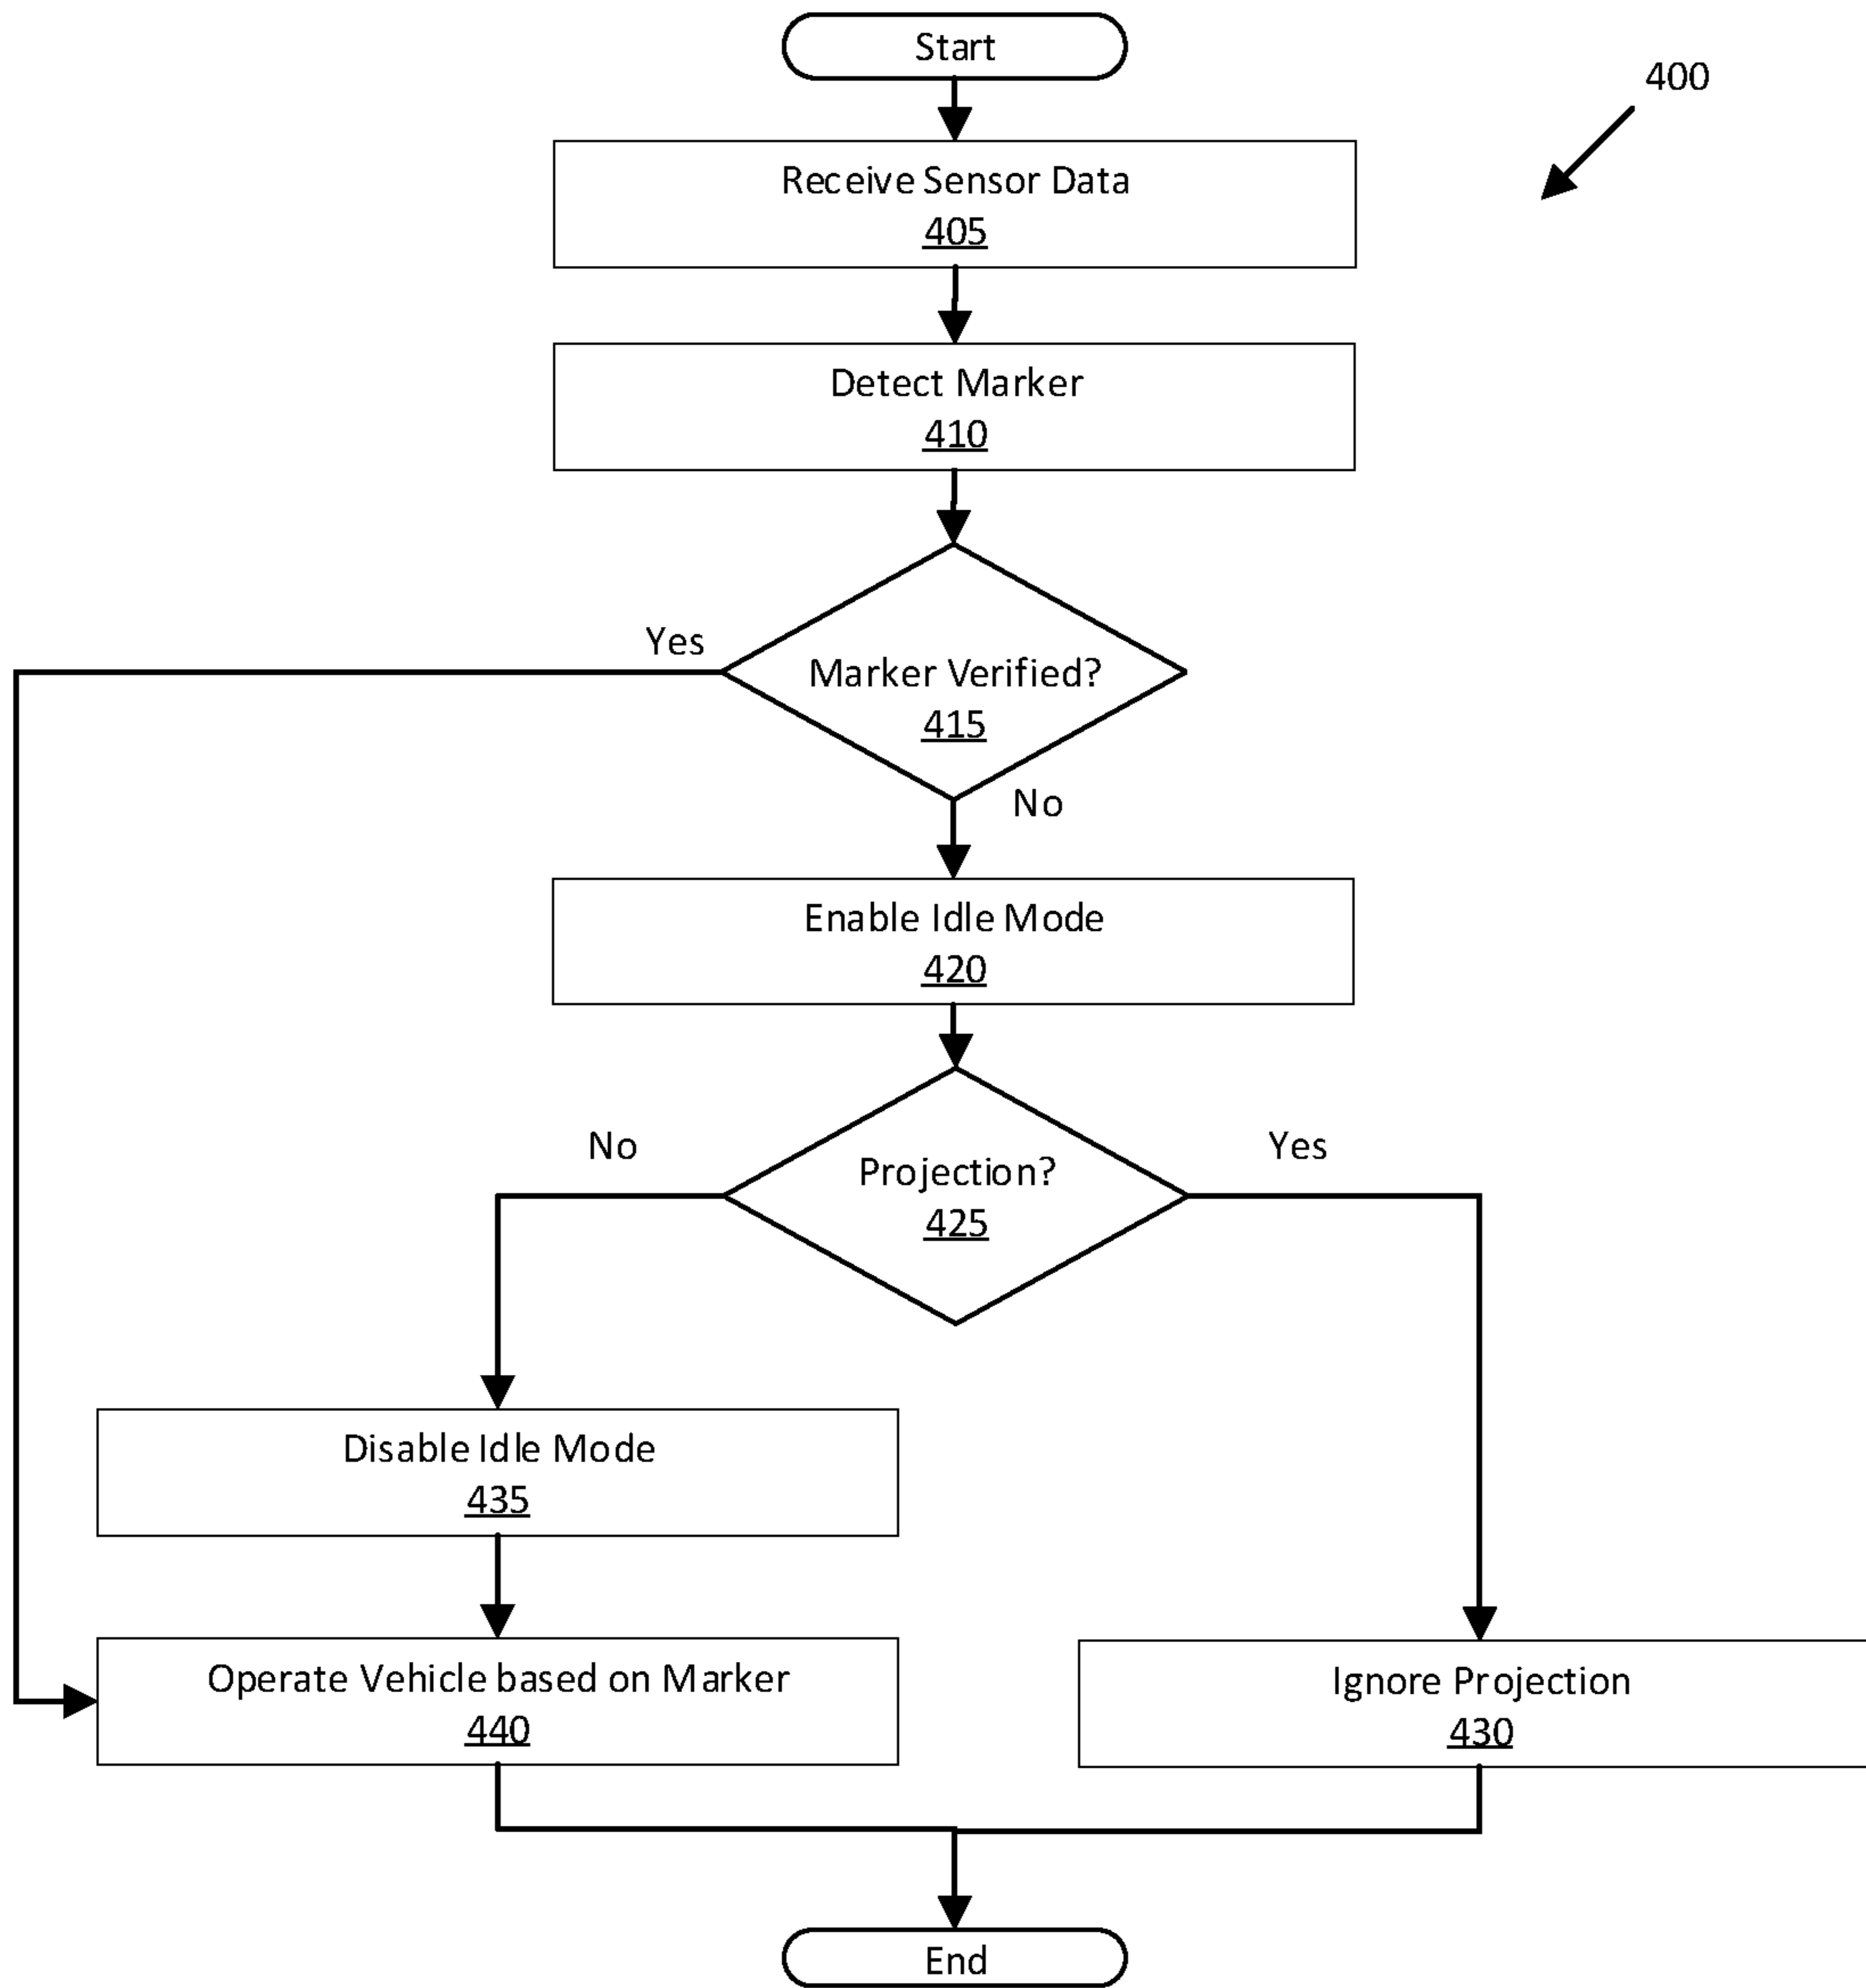 Start
400
Receive Sensor Data
405
Detect Marker
410
Yes
Marker Verified?
415
No
Enable Idle Mode
420
No
Projection?
425
Yes
Disable Idle Mode
435
Operate Vehicle based on Marker
440
Ignore Projection
430
End